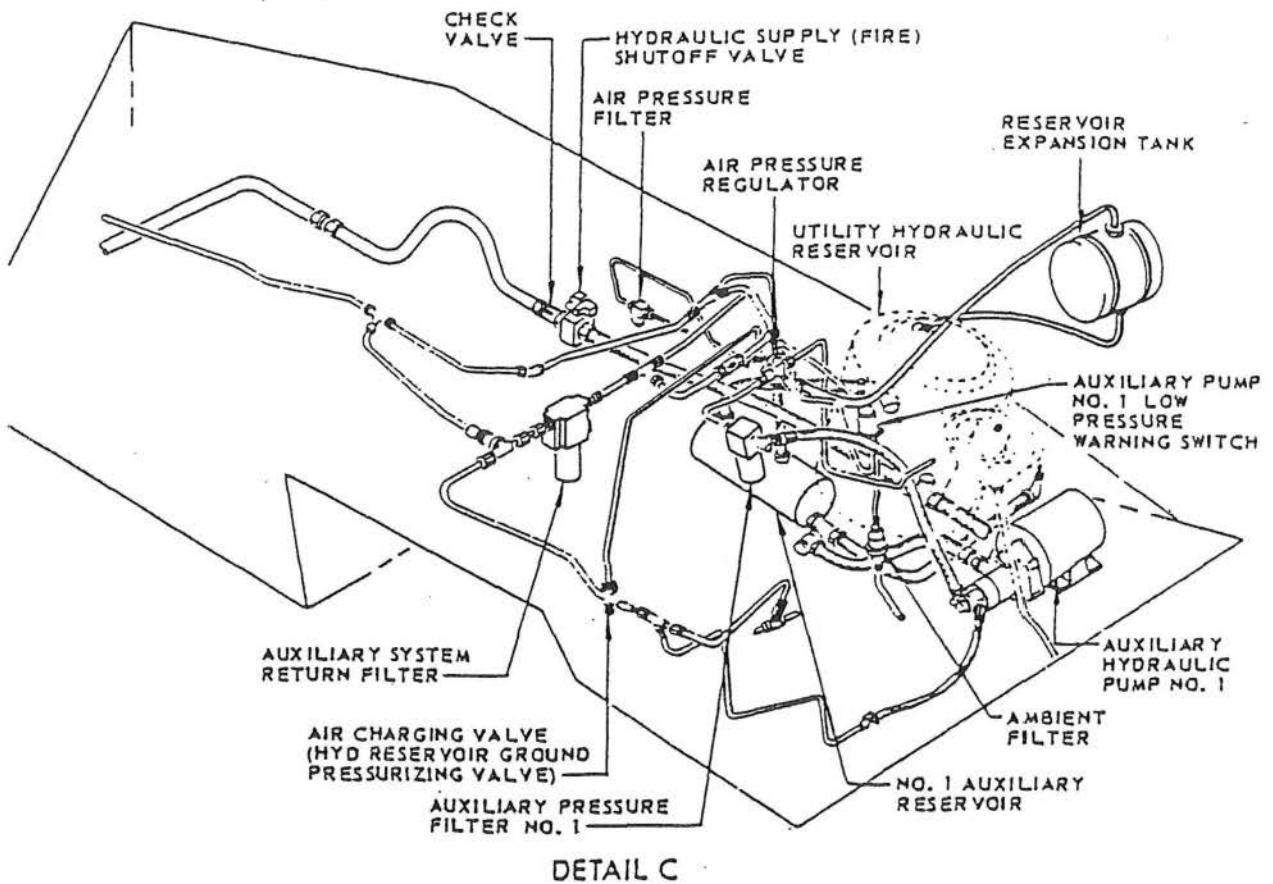 CHECK
VALVE
HYDRAULIC SUPPLY (FIRE)
SHUTOFF VALVE
AIR PRESSURE
FILTER
RESERVOIR
EXPANSION TANK
AIR PRESSURE
REGULATOR
UTILITY HYDRAULIC
RESERVOIR
AUXILIARY PUMP
NO. 1 LOW
PRESSURE
WARNING SWITCH
AUXILIARY SYSTEM
RETURN FILTER
AUXILIARY
HYDRAULIC
PUMP NO. 1
AMBIENT
FILTER
AIR CHARGING VALVE
(HYD RESERVOIR GROUND
PRESSURIZING VALVE)
NO. 1 AUXILIARY
RESERVOIR
AUXILIARY PRESSURE
FILTER NO. 1
DETAIL C